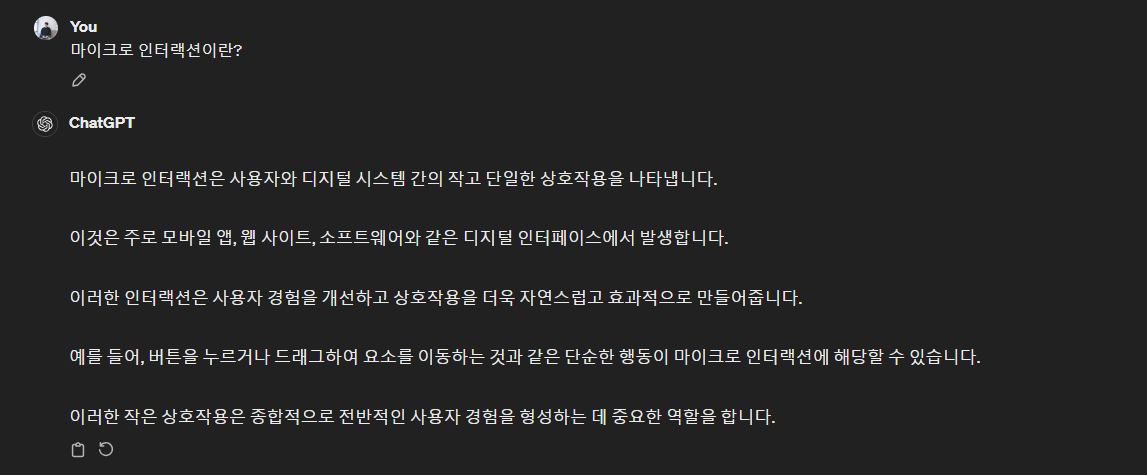 You
마이크로 인터랙션이란?
ChatGPT
마이크로 인터랙션은 사용자와 디지털 시스템 간의 작고 단일한 상호작용을 나타냅니다.
이것은 주로 모바일 앱, 웹 사이트, 소프트웨어와 같은 디지털 인터페이스에서 발생합니다.
이러한 인터랙션은 사용자 경험을 개선하고 상호작용을 더욱 자연스럽고 효과적으로 만들어줍니다.
예를 들어, 버튼을 누르거나 드래그하여 요소를 이동하는 것과 같은 단순한 행동이 마이크로 인터랙션에 해당할 수 있습니다.
이러한 작은 상호작용은 종합적으로 전반적인 사용자 경험을 형성하는 데 중요한 역할을 합니다.